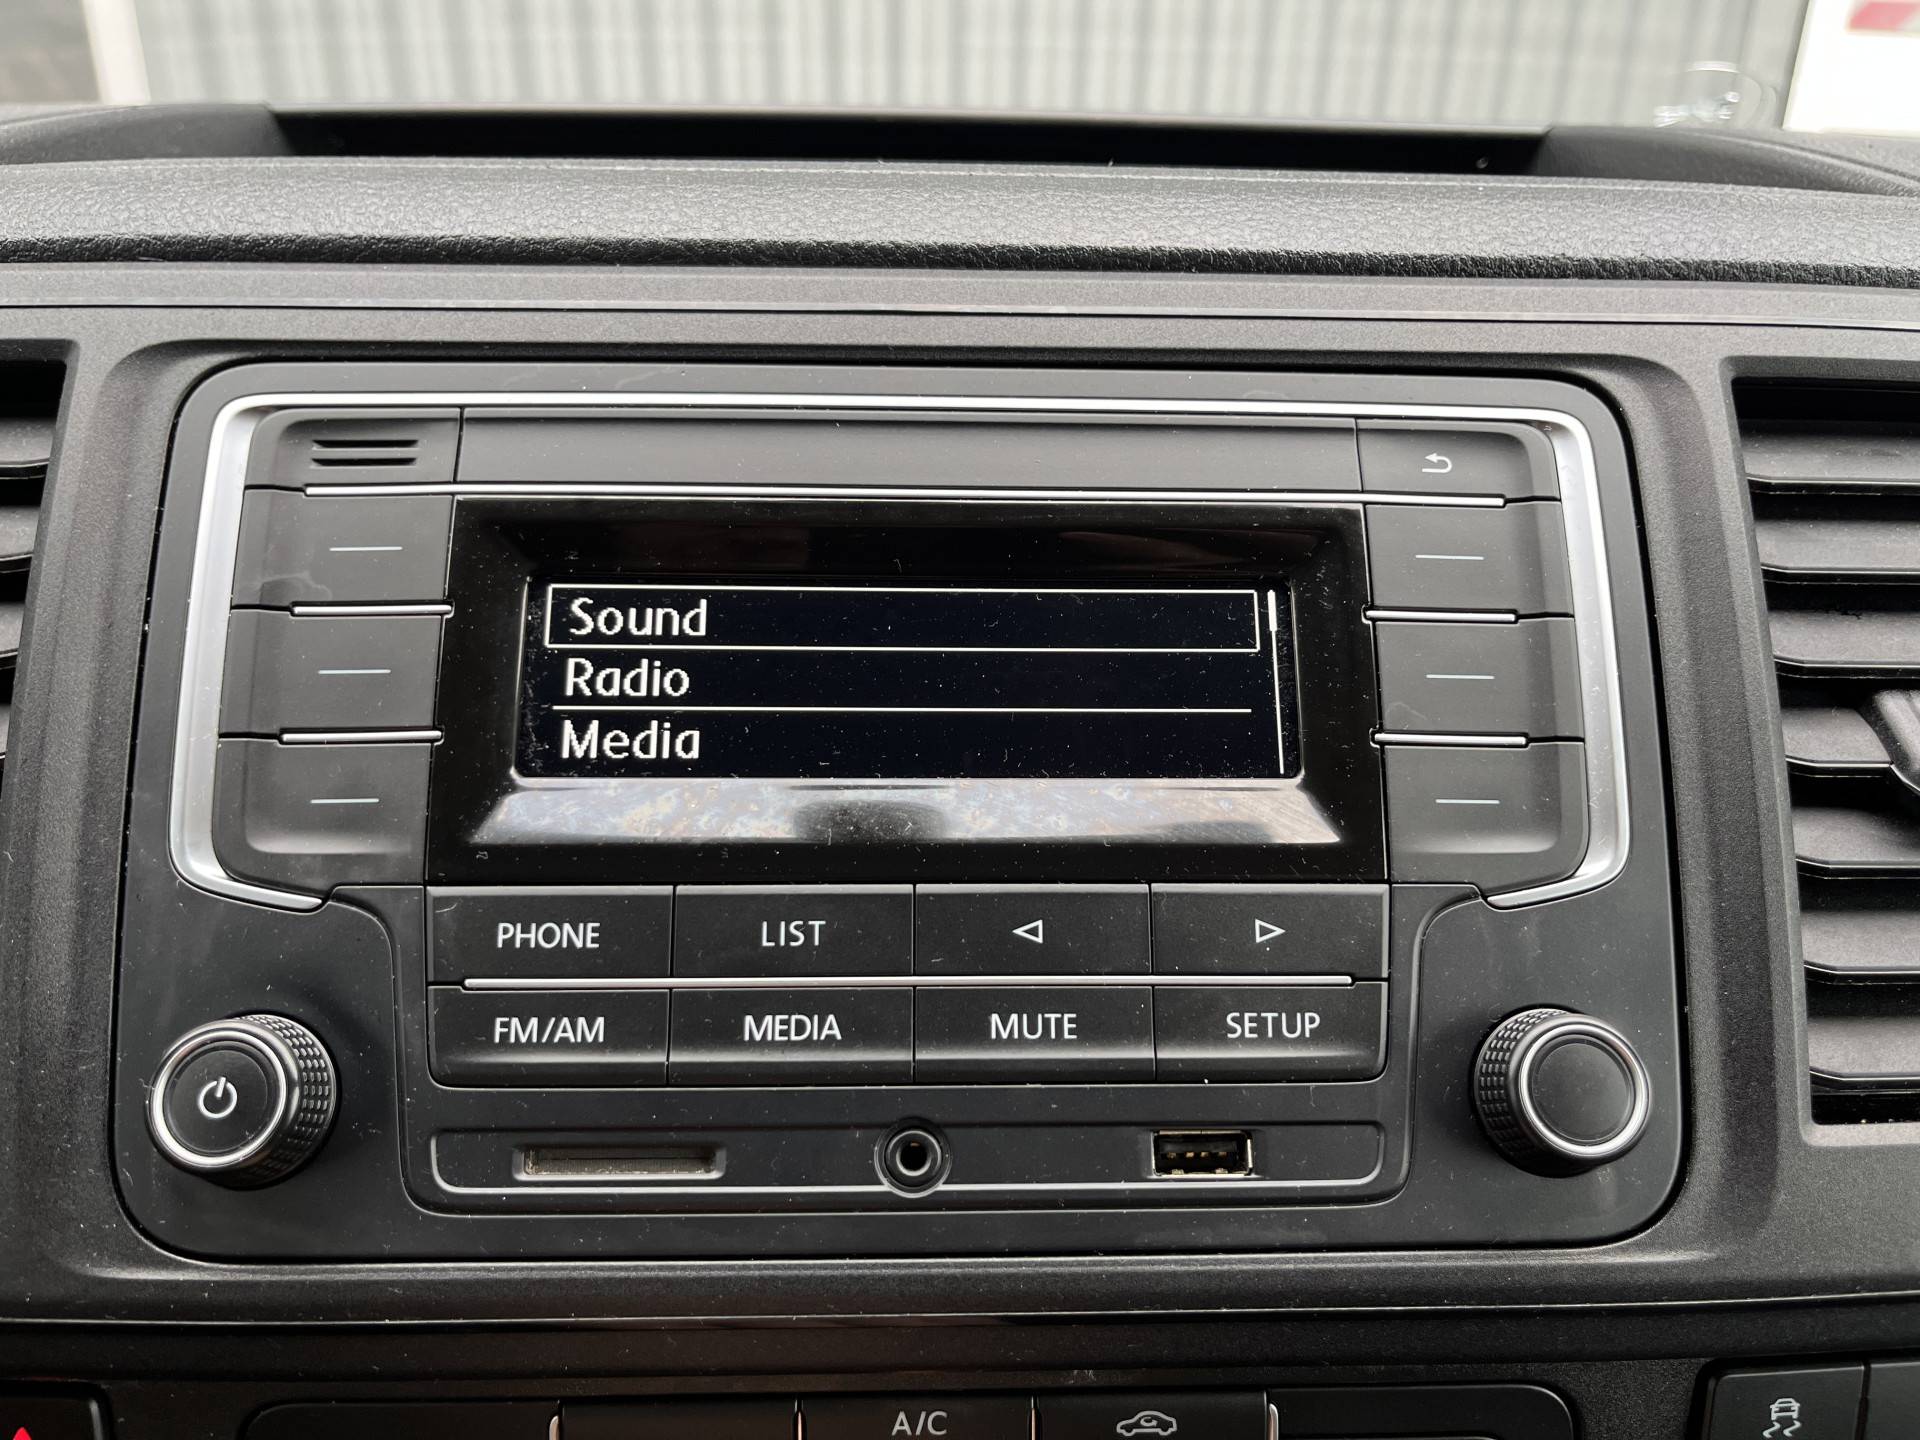 Sound
Radio
Media
PHONE LIST
FM/AM MEDIA MUTE SETUP
A/C